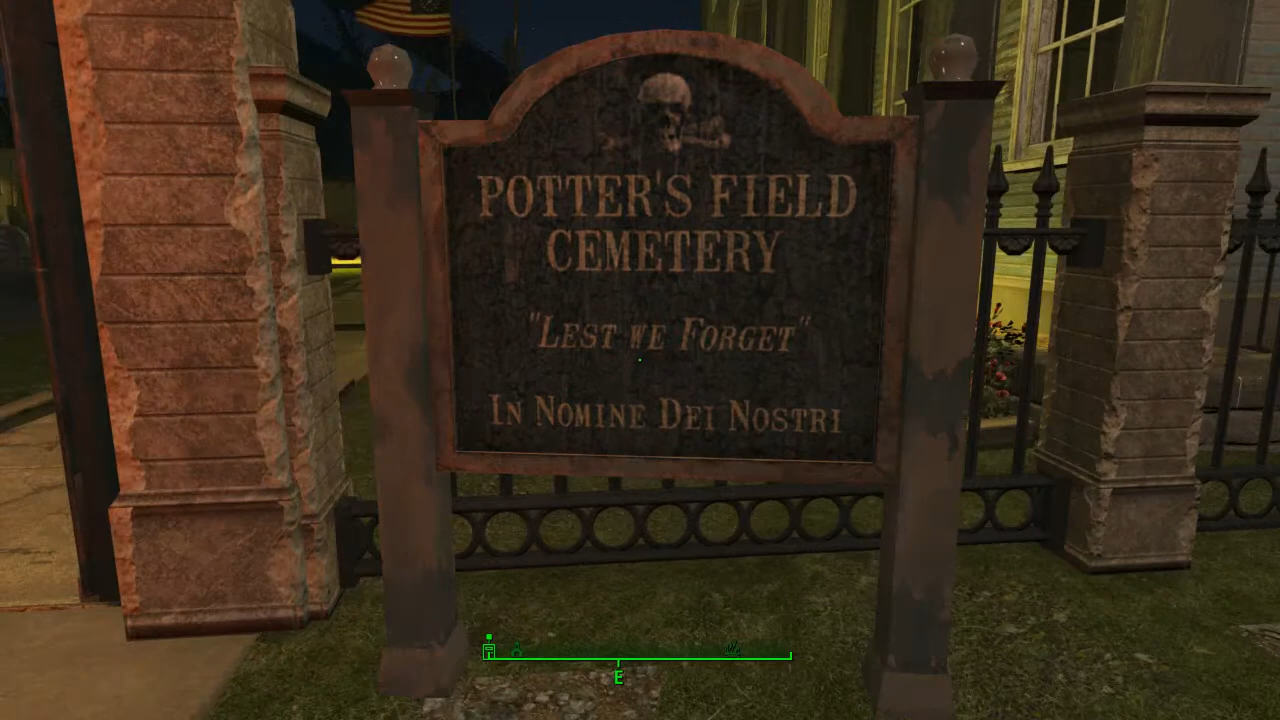 POTTER'S FIELD
CEMETERY
"LEST WE FORGET"
IN NOMINE DEI NOSTRI
E